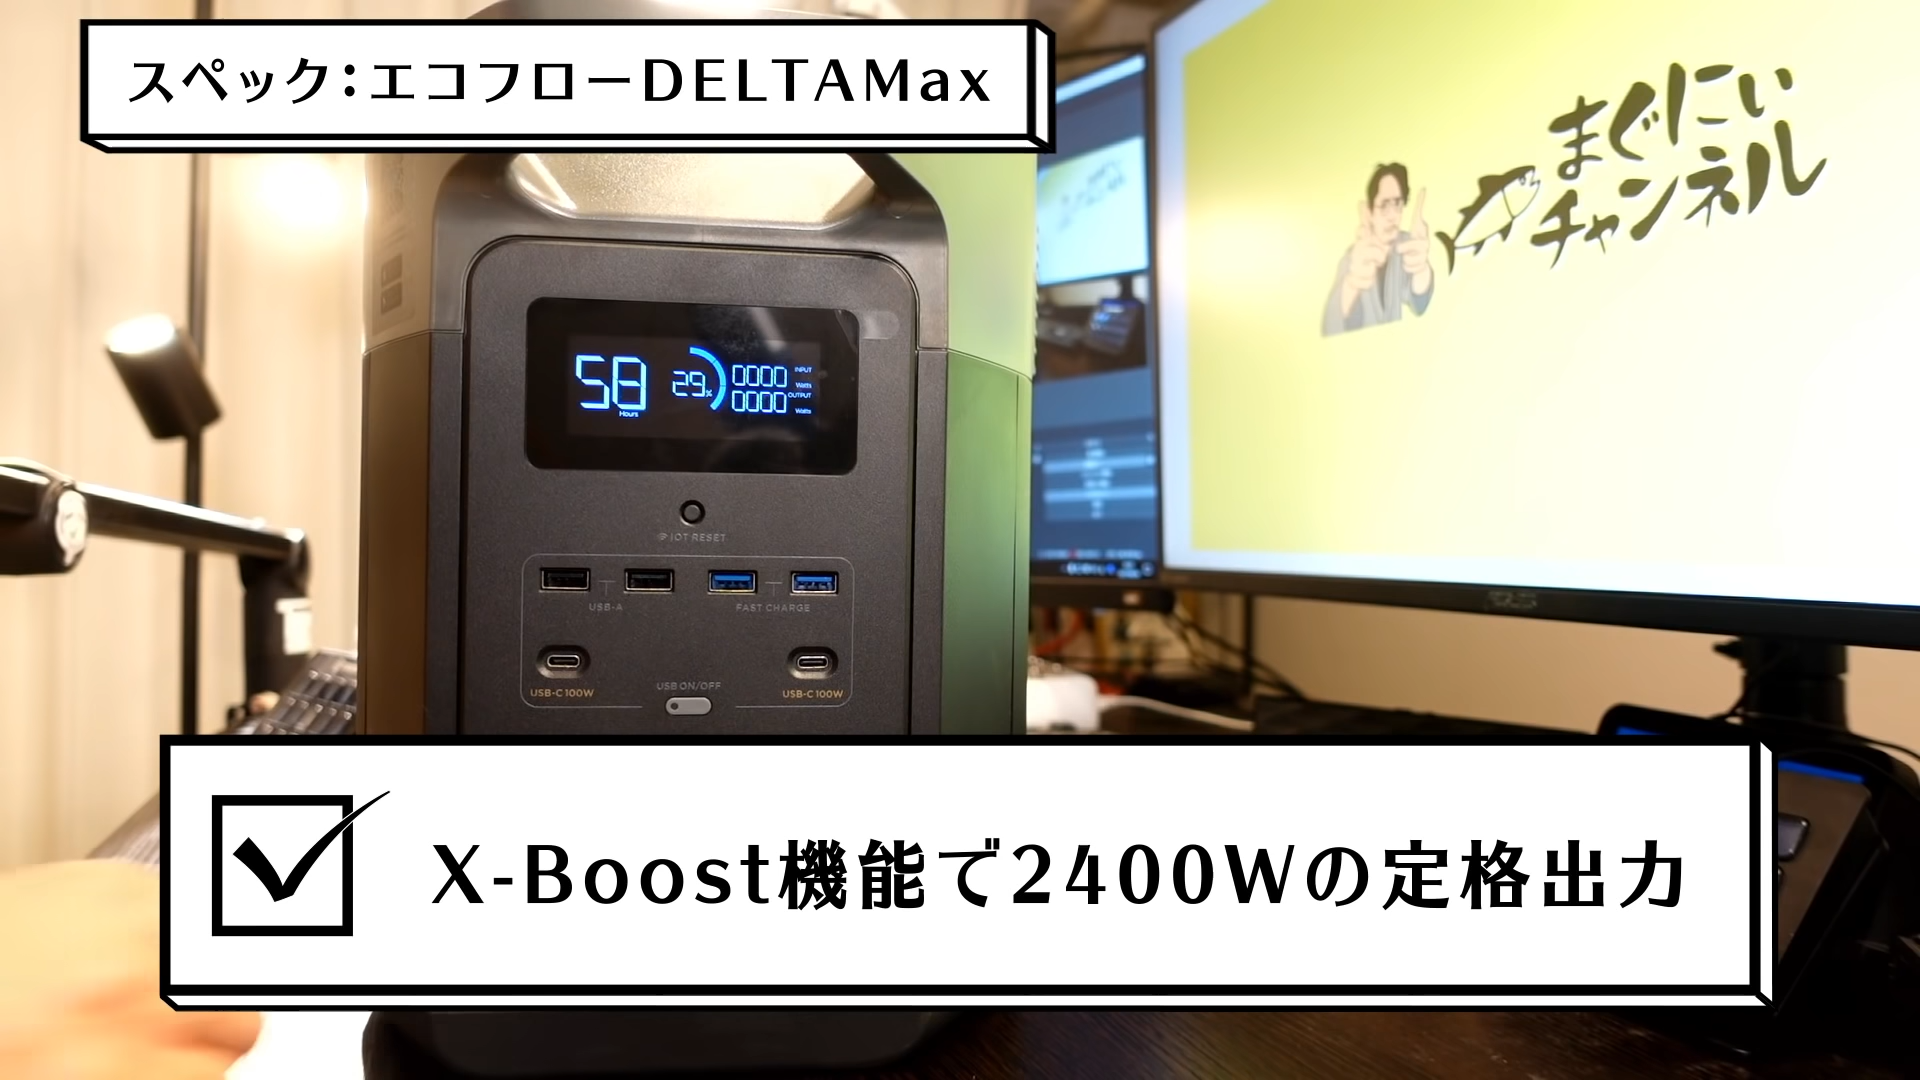 スペック：エコフローDELTAMax
まぐにぃ
チャンネル
58
Hours
29%
0000
INPUT
Watts
0000
OUTPUT
Watts
IOT RESET
USB-A
FAST CHARGE
USB-C 100W
USB ON/OFF
USB-C 100W
X-Boost機能で2400Wの定格出力